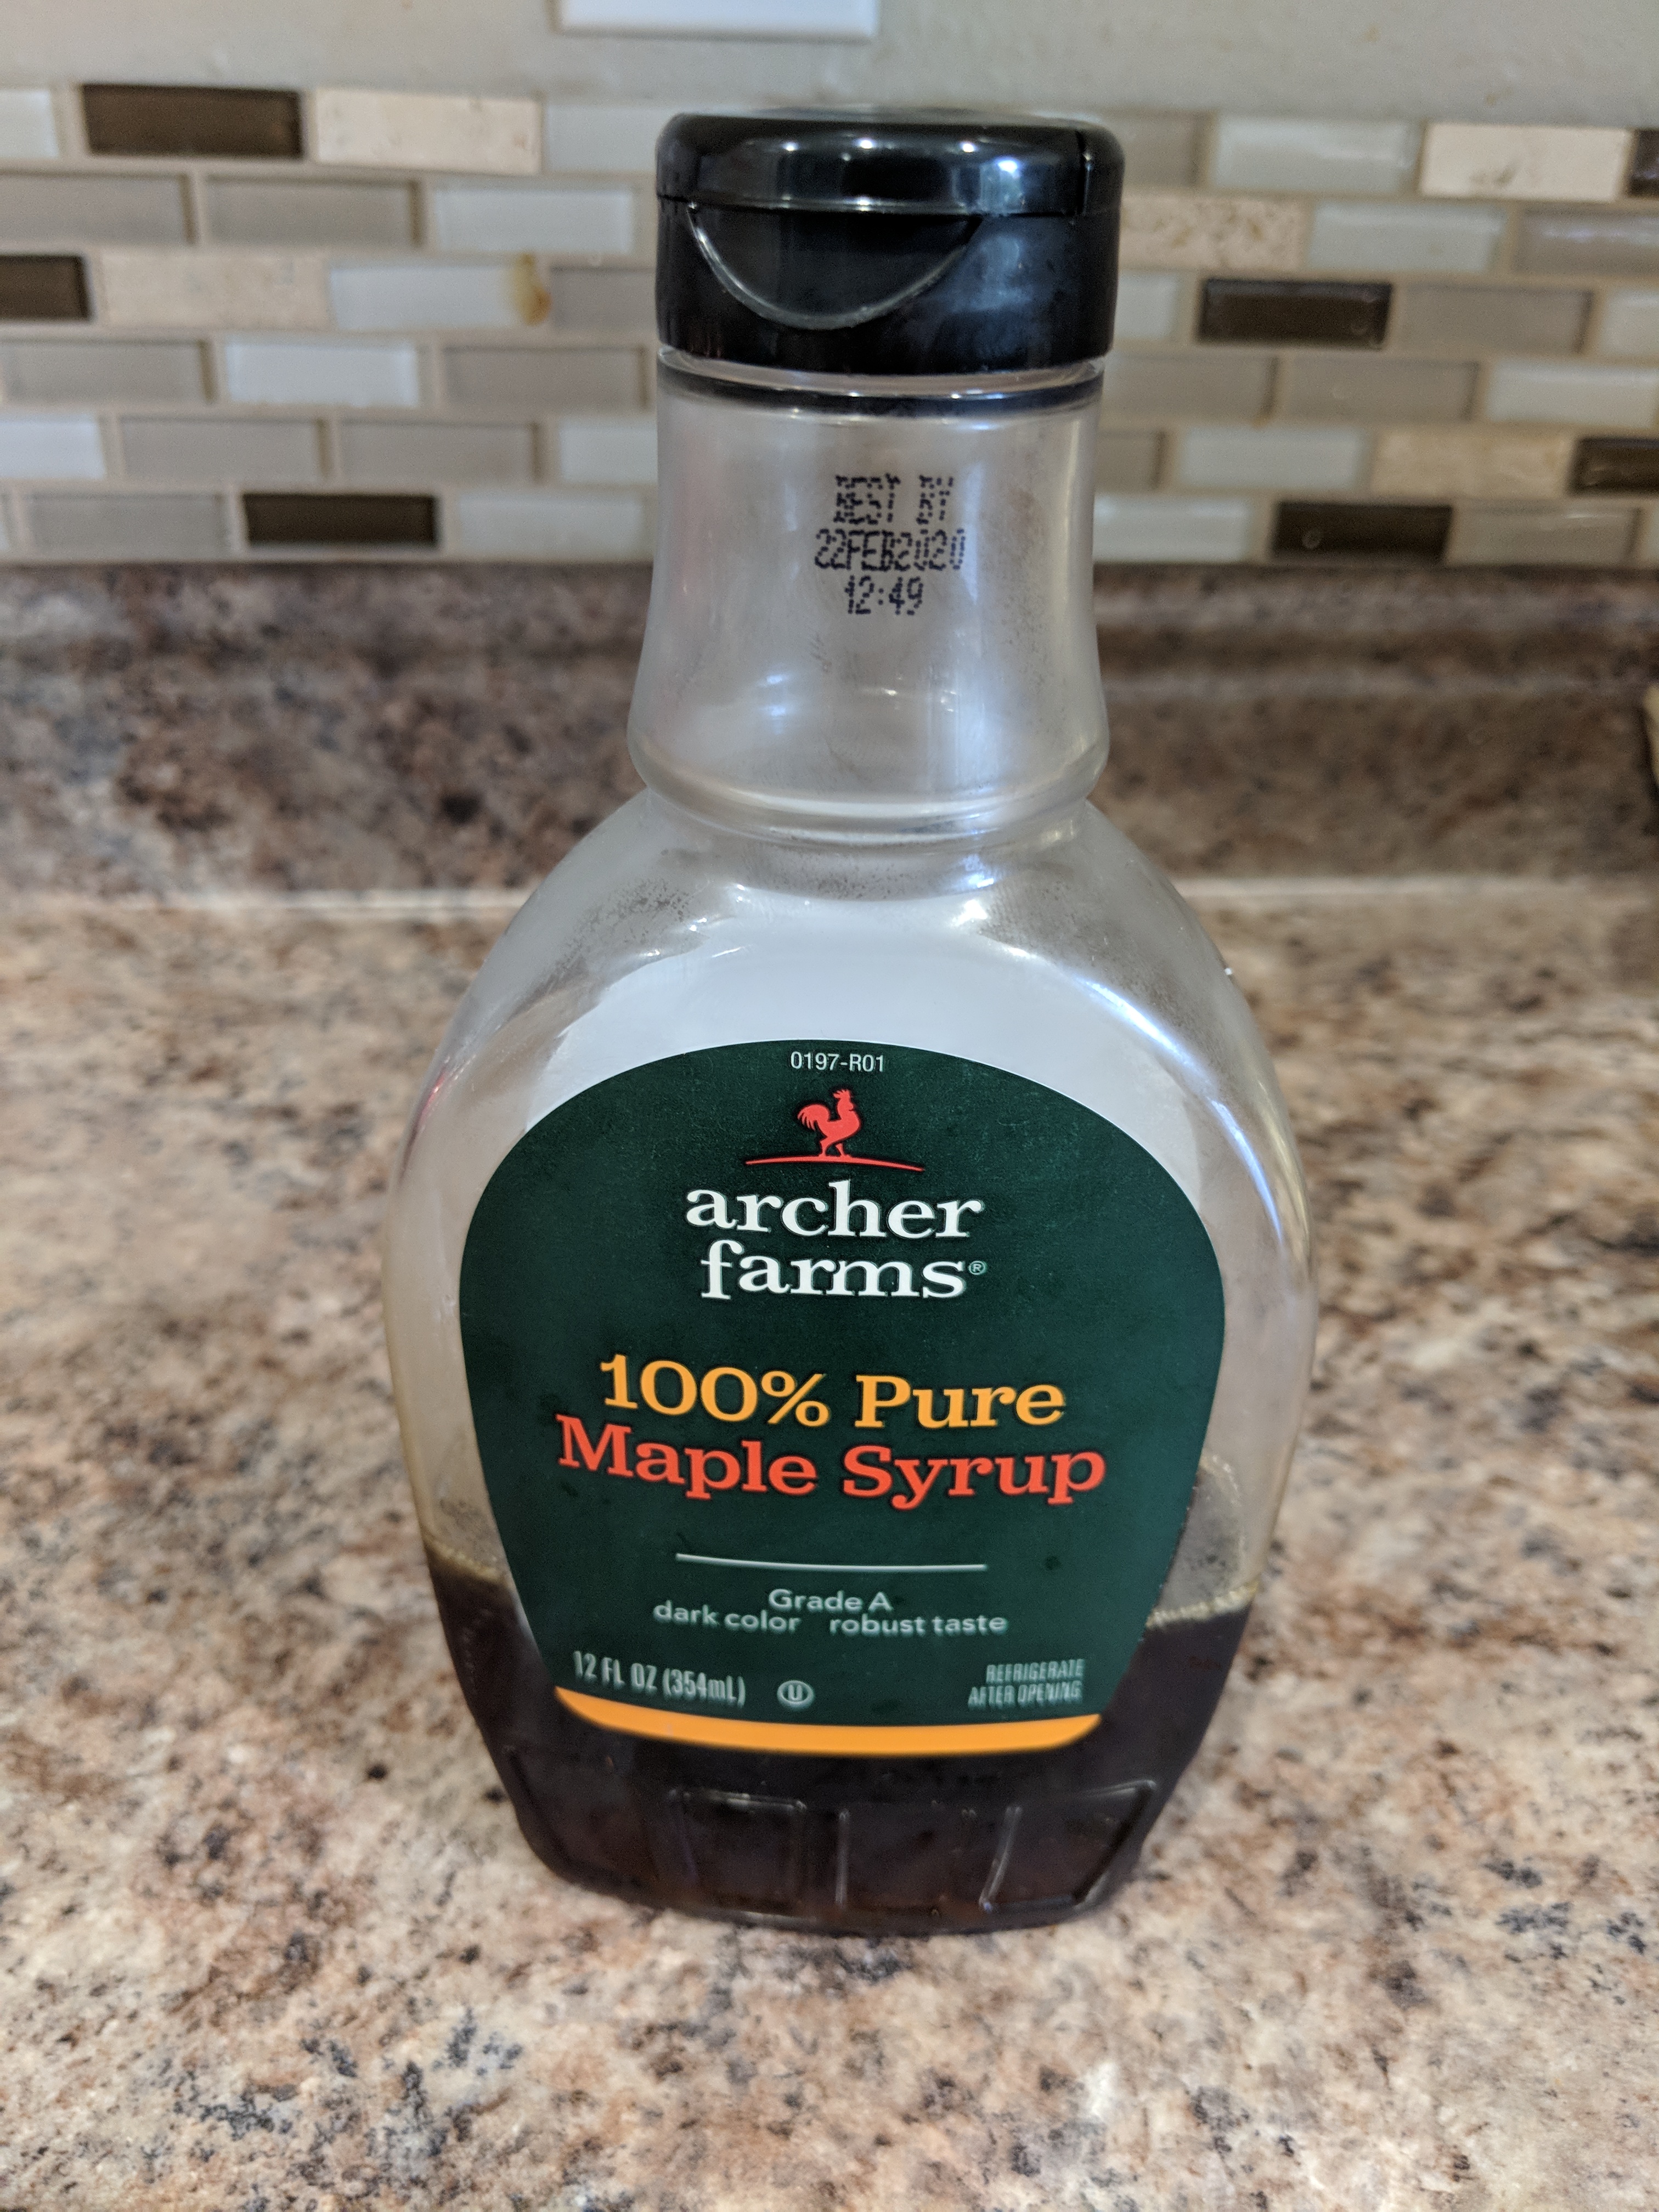 BEST BY
22FEB2020
12:49
0197-R01
archer
farms®
100% Pure
Maple Syrup
Grade A
dark color robust taste
12 FL OZ (354mL) U
REFRIGERATE
AFTER OPENING